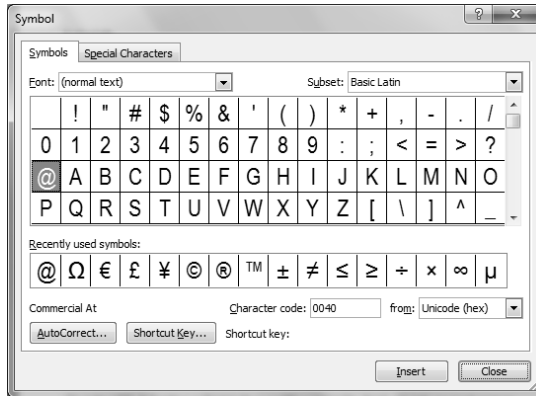 Symbol
Symbols Special Characters
Font: (normal text) Subset: Basic Latin
! " # $ % & ' ( ) * + , - . /
0 1 2 3 4 5 6 7 8 9 : ; < = > ?
@ A B C D E F G H I J K L M N O
P Q R S T U V W X Y Z [ \ ] ^ _
Recently used symbols:
@ Ω € £ ¥ © ® ™ ± ≠ ≤ ≥ ÷ × ∞ µ
Commercial At Character code: 0040 from: Unicode (hex)
AutoCorrect... Shortcut Key... Shortcut key:
Insert Close